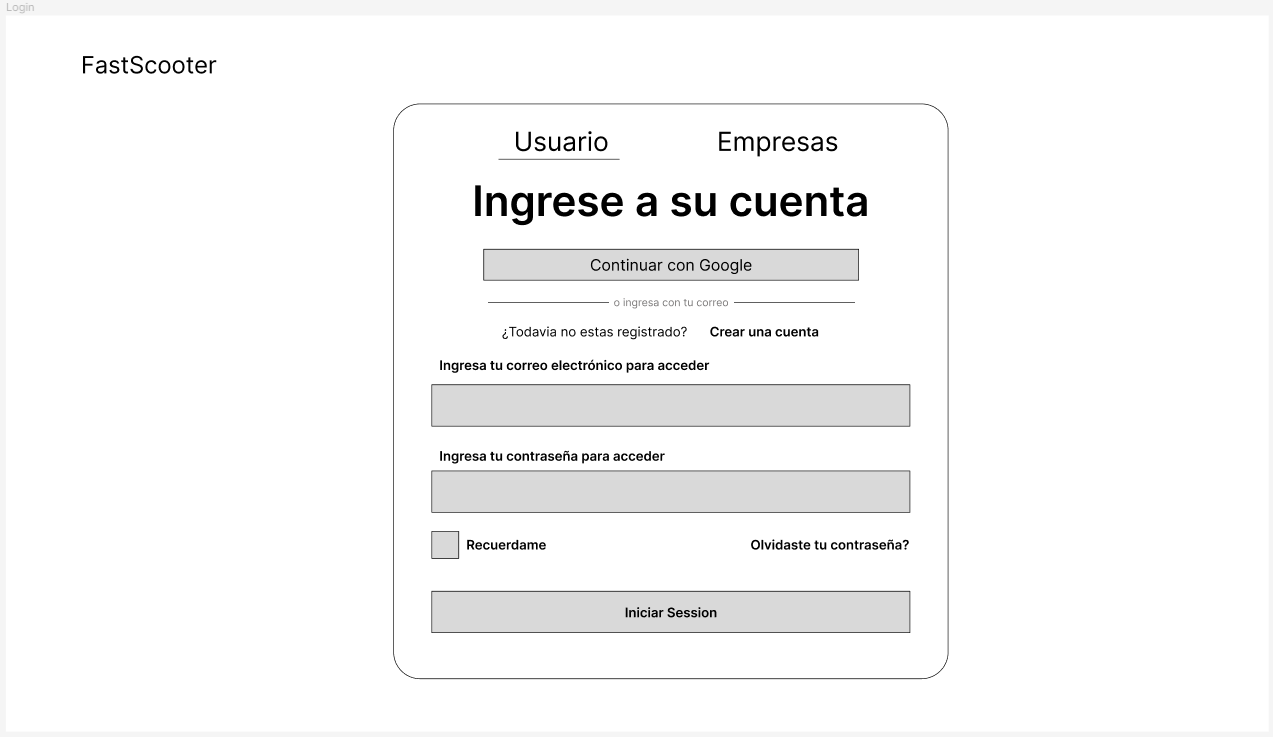 Login
FastScooter
Usuario Empresas
Ingrese a su cuenta
Continuar con Google
o ingresa con tu correo
¿Todavia no estas registrado? Crear una cuenta
Ingresa tu correo electrónico para acceder
Ingresa tu contraseña para acceder
Recuerdame Olvidaste tu contraseña?
Iniciar Session